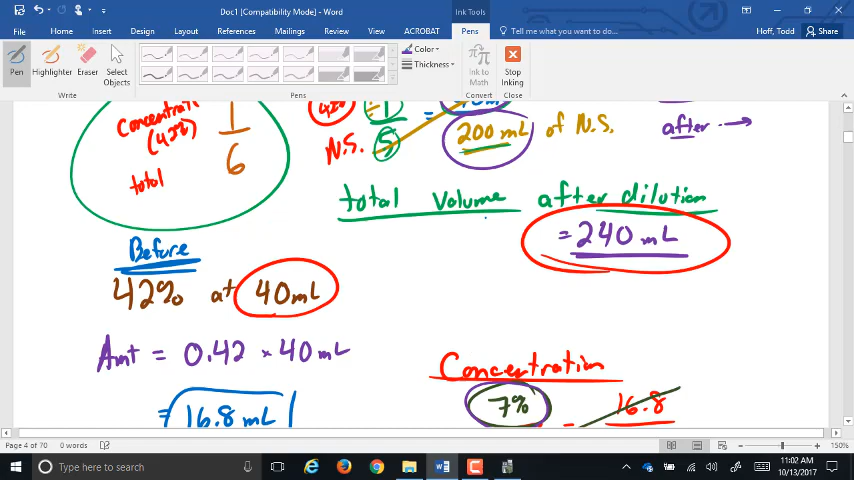 Doc1 [Compatibility Mode] - Word
Ink Tools
Hoff, Todd
File
Home
Insert
Design
Layout
References
Mailings
Review
View
ACROBAT
Pens
Tell me what you want to do...
Share
Pen
Highlighter
Eraser
Select Objects
Color
Thickness
Ink to Math
Stop Inking
Write
Pens
Convert
Close
Concentrate 1
(42%)
total 6
1 =
N.S. 5 200 mL of N.S. after →
total volume after dilution
= 240 mL
Before
42% at 40mL
Amt = 0.42 × 40 mL
= 16.8 mL
Concentration
7% = 16.8
Page 4 of 70 0 words
150%
Type here to search
11:02 AM
10/13/2017